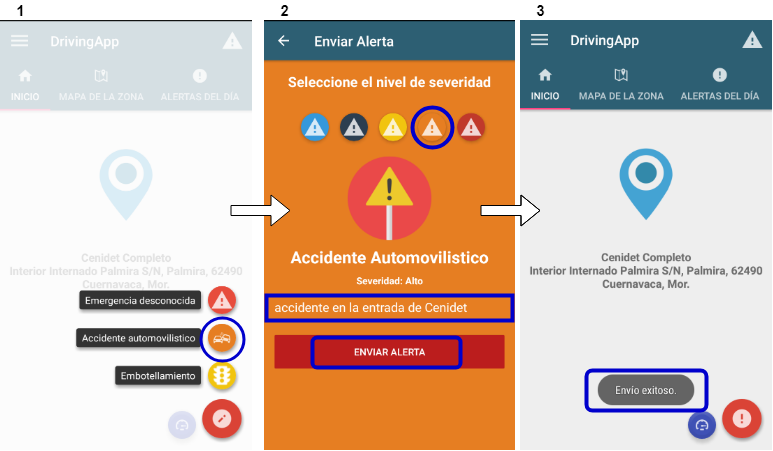 1
DrivingApp
INICIO
MAPA DE LA ZONA
ALERTAS DEL DÍA
Cenidet Completo
Interior Internado Palmira S/N, Palmira, 62490
Cuernavaca, Mor.
Emergencia desconocida
Accidente automovilistico
Embotellamiento
2
Enviar Alerta
Seleccione el nivel de severidad
Accidente Automovilistico
Severidad: Alto
accidente en la entrada de Cenidet
ENVIAR ALERTA
3
DrivingApp
INICIO
MAPA DE LA ZONA
ALERTAS DEL DÍA
Cenidet Completo
Interior Internado Palmira S/N, Palmira, 62490
Cuernavaca, Mor.
Envio exitoso.